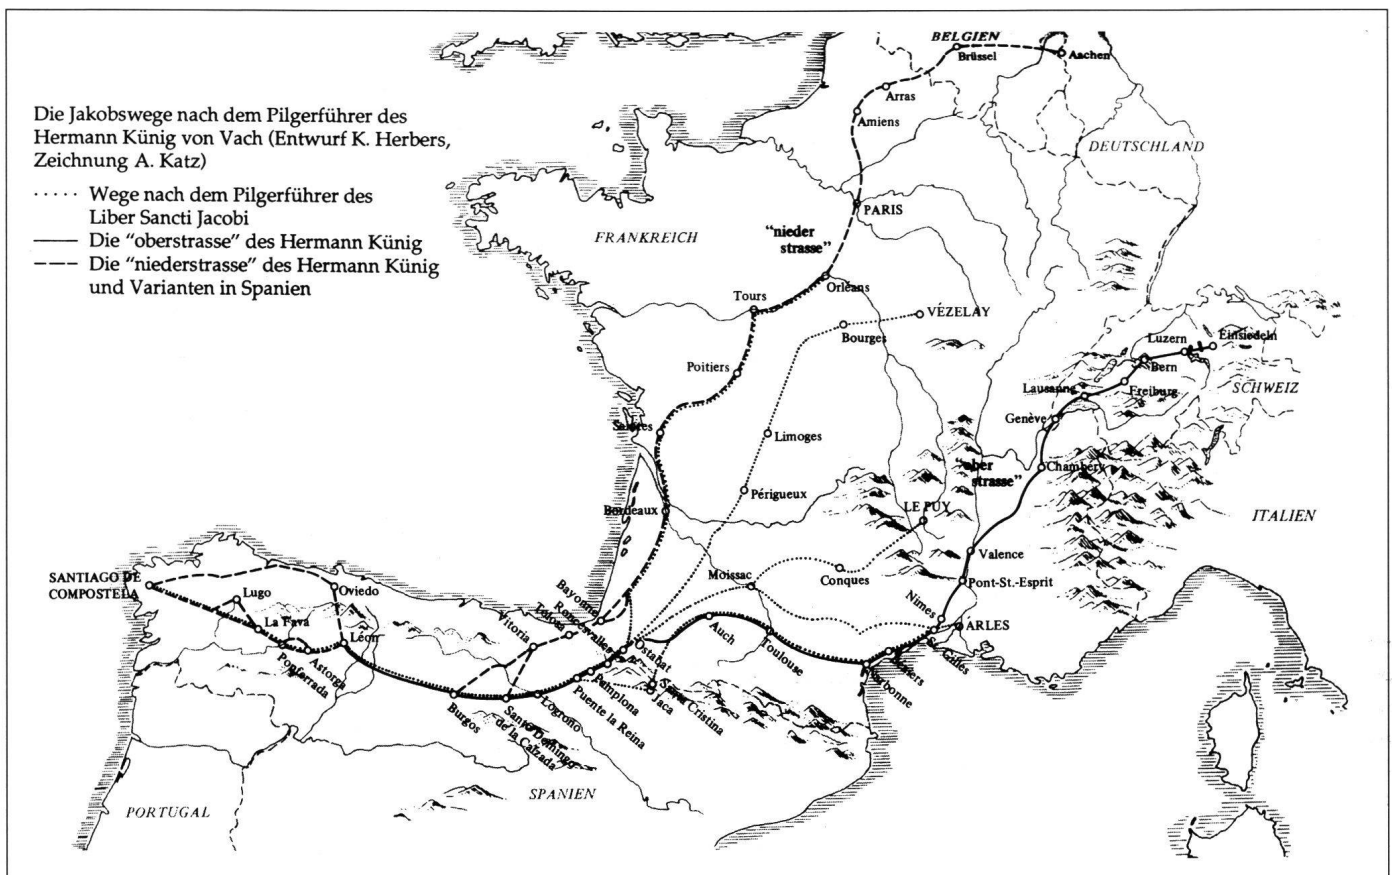 Die Jakobswege nach dem Pilgerführer des
Hermann Künig von Vach (Entwurf K. Herbers,
Zeichnung A. Katz)
Wege nach dem Pilgerführer des
Liber Sancti Jacobi
Die "oberstrasse" des Hermann Künig
Die "niederstrasse" des Hermann Künig
und Varianten in Spanien
BELGIEN
Brüssel
Aachen
Arras
Amiens
DEUTSCHLAND
PARIS
FRANKREICH
"nieder
strasse"
Orléans
Tours
VÉZELAY
Bourges
Luzern
Einsiedeln
Bern
Poitiers
Lausanne
Freiburg
SCHWEIZ
Genève
Saintes
Limoges
"ober
strasse"
Chambéry
Périgueux
LE PUY
Bordeaux
ITALIEN
Valence
Moissac
Conques
Pont-St.-Esprit
SANTIAGO DE
COMPOSTELA
Lugo
Oviedo
Bayonne
Nimes
ARLES
La Fava
Vitoria
Tolosa
Roncesvalles
Auch
Léon
Ostabat
Toulouse
St. Gilles
Astorga
Ponferrada
Béziers
Narbonne
Pamplona
Jaca
Santa Cristina
Puente la Reina
Burgos
Logroño
Santo Domingo
de la Calzada
SPANIEN
PORTUGAL